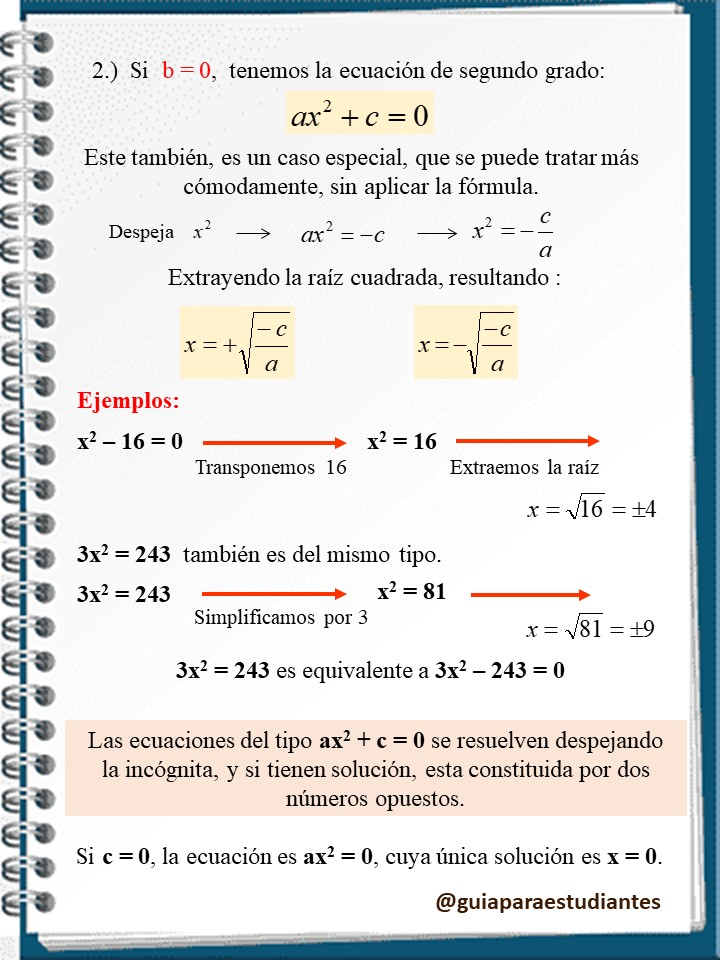 2.) Si b = 0, tenemos la ecuación de segundo grado:
ax² + c = 0
Este también, es un caso especial, que se puede tratar más
cómodamente, sin aplicar la fórmula.
Despeja x² → ax² = −c → x² = −c/a
Extrayendo la raíz cuadrada, resultando :
x = +√(−c/a) x = −√(−c/a)
Ejemplos:
x² – 16 = 0 → x² = 16 →
Transponemos 16 Extraemos la raíz
x = √16 = ±4
3x² = 243 también es del mismo tipo.
3x² = 243 → x² = 81 →
Simplificamos por 3
x = √81 = ±9
3x² = 243 es equivalente a 3x² – 243 = 0
Las ecuaciones del tipo ax² + c = 0 se resuelven despejando
la incógnita, y si tienen solución, esta constituida por dos
números opuestos.
Si c = 0, la ecuación es ax² = 0, cuya única solución es x = 0.
@guiaparaestudiantes